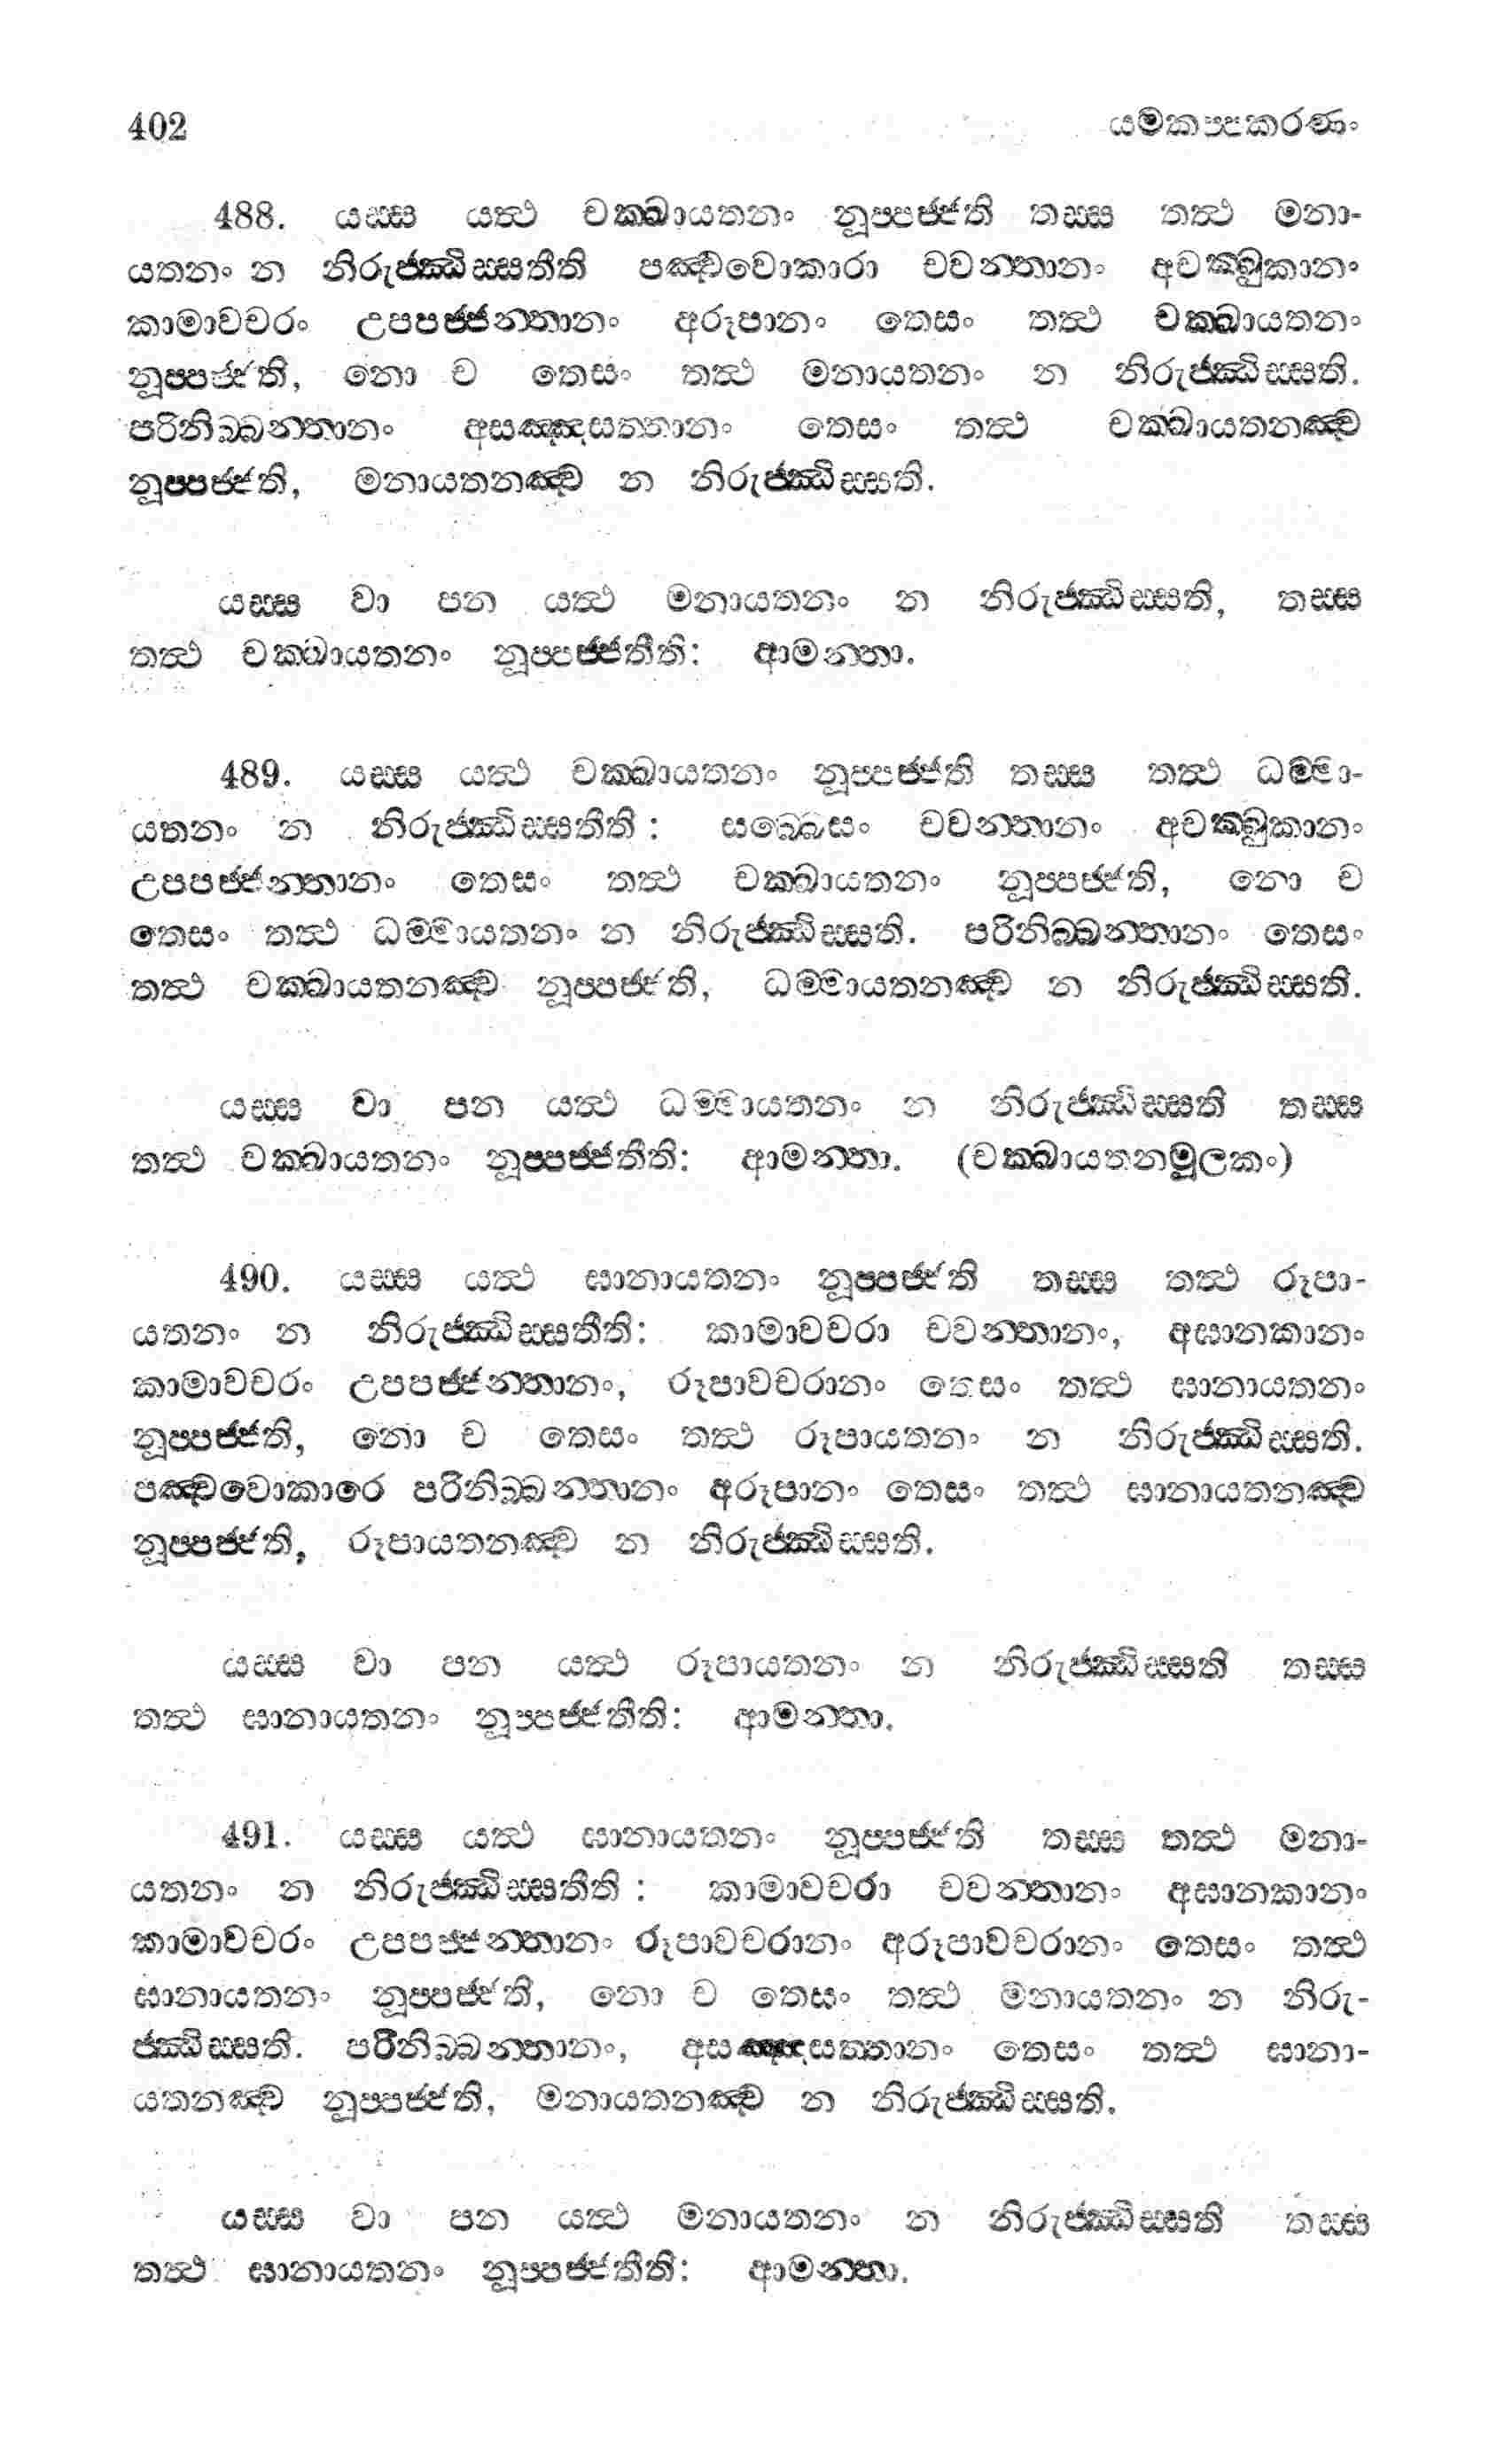 402 යමකප්පකරණං
488. යස්ස යත්ථ චක්ඛායතනං නූප්පජ්ජති තස්ස තත්ථ මනා-
යතනං න නිරුජ්ඣිස්සතීති පඤ්චවොකාරා චවන්තානං අචක්ඛුකානං
කාමාවචරං උපපජ්ජන්තානං අරූපානං තෙසං තත්ථ චක්ඛායතනං
නූප්පජ්ජති, නො ච තෙසං තත්ථ මනායතනං න නිරුජ්ඣිස්සති.
පරිනිබ්බන්තානං අසඤ්ඤසත්තානං තෙසං තත්ථ චක්ඛායතනඤ්ච
නූප්පජ්ජති, මනායතනඤ්ච න නිරුජ්ඣිස්සති.
යස්ස වා පන යත්ථ මනායතනං න නිරුජ්ඣිස්සති, තස්ස
තත්ථ චක්ඛායතනං නූප්පජ්ජතීති: ආමන්තා.
489. යස්ස යත්ථ චක්ඛායතනං නූප්පජ්ජති තස්ස තත්ථ ධම්මා-
යතනං න නිරුජ්ඣිස්සතීති : සබ්බෙසං චවන්තානං අචක්ඛුකානං
උපපජ්ජන්තානං තෙසං තත්ථ චක්ඛායතනං නූප්පජ්ජති, නො ච
තෙසං තත්ථ ධම්මායතනං න නිරුජ්ඣිස්සති. පරිනිබ්බන්තානං තෙසං
තත්ථ චක්ඛායතනඤ්ච නූප්පජ්ජති, ධම්මායතනඤ්ච න නිරුජ්ඣිස්සති.
යස්ස වා පන යත්ථ ධම්මායතනං න නිරුජ්ඣිස්සති තස්ස
තත්ථ චක්ඛායතනං නූප්පජ්ජතීති: ආමන්තා. (චක්ඛායතනමූලකං)
490. යස්ස යත්ථ ඝානායතනං නූප්පජ්ජති තස්ස තත්ථ රූපා-
යතනං න නිරුජ්ඣිස්සතීති: කාමාවචරා චවන්තානං, අඝානකානං
කාමාවචරං උපපජ්ජන්තානං, රූපාවචරානං තෙසං තත්ථ ඝානායතනං
නූප්පජ්ජති, නො ච තෙසං තත්ථ රූපායතනං න නිරුජ්ඣිස්සති.
පඤ්චවොකාරෙ පරිනිබ්බන්තානං අරූපානං තෙසං තත්ථ ඝානායතනඤ්ච
නූප්පජ්ජති, රූපායතනඤ්ච න නිරුජ්ඣිස්සති.
යස්ස වා පන යත්ථ රූපායතනං න නිරුජ්ඣිස්සති තස්ස
තත්ථ ඝානායතනං නූප්පජ්ජතීති: ආමන්තා.
491. යස්ස යත්ථ ඝානායතනං නූප්පජ්ජති තස්ස තත්ථ මනා-
යතනං න නිරුජ්ඣිස්සතීති : කාමාවචරා චවන්තානං අඝානකානං
කාමාවචරං උපපජ්ජන්තානං රූපාවචරානං අරූපාවචරානං තෙසං තත්ථ
ඝානායතනං නූප්පජ්ජති, නො ච තෙසං තත්ථ මනායතනං න නිරු-
ජ්ඣිස්සති. පරිනිබ්බන්තානං, අසඤ්ඤසත්තානං තෙසං තත්ථ ඝානා-
යතනඤ්ච නූප්පජ්ජති, මනායතනඤ්ච න නිරුජ්ඣිස්සති.
යස්ස වා පන යත්ථ මනායතනං න නිරුජ්ඣිස්සති තස්ස
තත්ථ ඝානායතනං නූප්පජ්ජතීති: ආමන්තා.